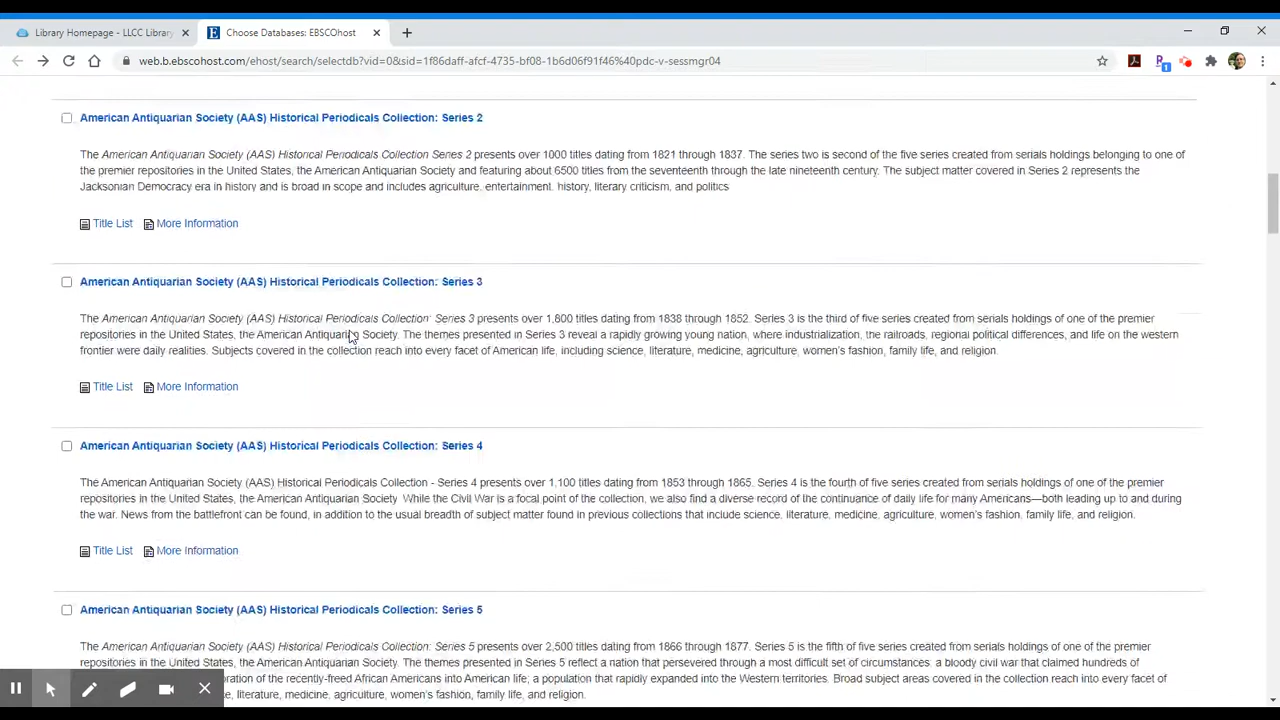 Library Homepage - LLCC Library
Choose Databases: EBSCOhost
web.b.ebscohost.com/ehost/search/selectdb?vid=0&sid=1f8fdaff-afcf-4735-bf08-1b6d06f91f46%40pdc-v-sessmgr04
American Antiquarian Society (AAS) Historical Periodicals Collection: Series 2
The American Antiquarian Society (AAS) Historical Periodicals Collection Series 2 presents over 1000 titles dating from 1821 through 1837. The series two is second of the five series created from serials holdings belonging to one of
the premier repositories in the United States, the American Antiquarian Society and featuring about 6500 titles from the seventeenth through the late nineteenth century. The subject matter covered in Series 2 represents the
Jacksonian Democracy era in history and is broad in scope and includes agriculture, entertainment, history, literary criticism, and politics
Title List More Information
American Antiquarian Society (AAS) Historical Periodicals Collection: Series 3
The American Antiquarian Society (AAS) Historical Periodicals Collection: Series 3 presents over 1,800 titles dating from 1838 through 1852. Series 3 is the third of five series created from serials holdings of one of the premier
repositories in the United States, the American Antiquarian Society. The themes presented in Series 3 reveal a rapidly growing young nation, where industrialization, the railroads, regional political differences, and life on the western
frontier were daily realities. Subjects covered in the collection reach into every facet of American life, including science, literature, medicine, agriculture, women's fashion, family life, and religion.
Title List More Information
American Antiquarian Society (AAS) Historical Periodicals Collection: Series 4
The American Antiquarian Society (AAS) Historical Periodicals Collection - Series 4 presents over 1,100 titles dating from 1853 through 1865. Series 4 is the fourth of five series created from serials holdings of one of the premier
repositories in the United States, the American Antiquarian Society. While the Civil War is a focal point of the collection, we also find a diverse record of the continuance of daily life for many Americans—both leading up to and during
the war. News from the battlefront can be found, in addition to the usual breadth of subject matter found in previous collections that include science, literature, medicine, agriculture, women's fashion, family life, and religion.
Title List More Information
American Antiquarian Society (AAS) Historical Periodicals Collection: Series 5
The American Antiquarian Society (AAS) Historical Periodicals Collection: Series 5 presents over 2,500 titles dating from 1866 through 1877. Series 5 is the fifth of five series created from serials holdings of one of the premier
repositories in the United States, the American Antiquarian Society. The themes presented in Series 5 reflect a nation that persevered through a most difficult set of circumstances: a bloody civil war that claimed hundreds of
of the recently-freed African Americans into American life; a population that rapidly expanded into the Western territories. Broad subject areas covered in the collection reach into every facet of
literature, medicine, agriculture, women's fashion, family life, and religion.